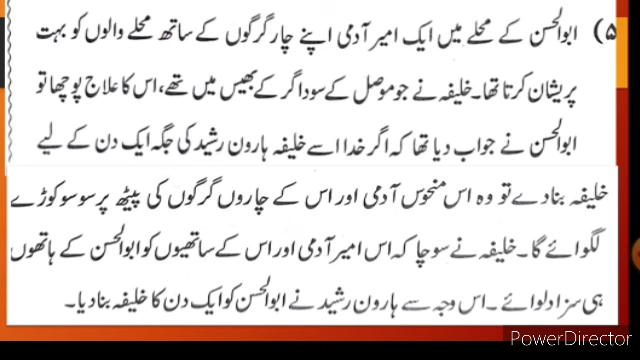 (۵ ابوالحسن کے محلے میں ایک امیر آدمی اپنے چار گرگوں کے ساتھ محلے والوں کو بہت
پریشان کرتا تھا۔ خلیفہ نے جو موصل کے سوداگر کے بھیس میں تھے، اس کا علاج پوچھا تو
ابوالحسن نے جواب دیا تھا کہ اگر خدا اسے خلیفہ ہارون رشید کی جگہ ایک دن کے لیے
خلیفہ بنا دے تو وہ اس منحوس آدمی اور اس کے چاروں گرگوں کی پیٹھ پر سو سو کوڑے
لگوائے گا۔ خلیفہ نے سوچا کہ اس امیر آدمی اور اس کے ساتھیوں کو ابوالحسن کے ہاتھوں
ہی سزا دلوائے۔ اس وجہ سے ہارون رشید نے ابوالحسن کو ایک دن کا خلیفہ بنا دیا۔
PowerDirector